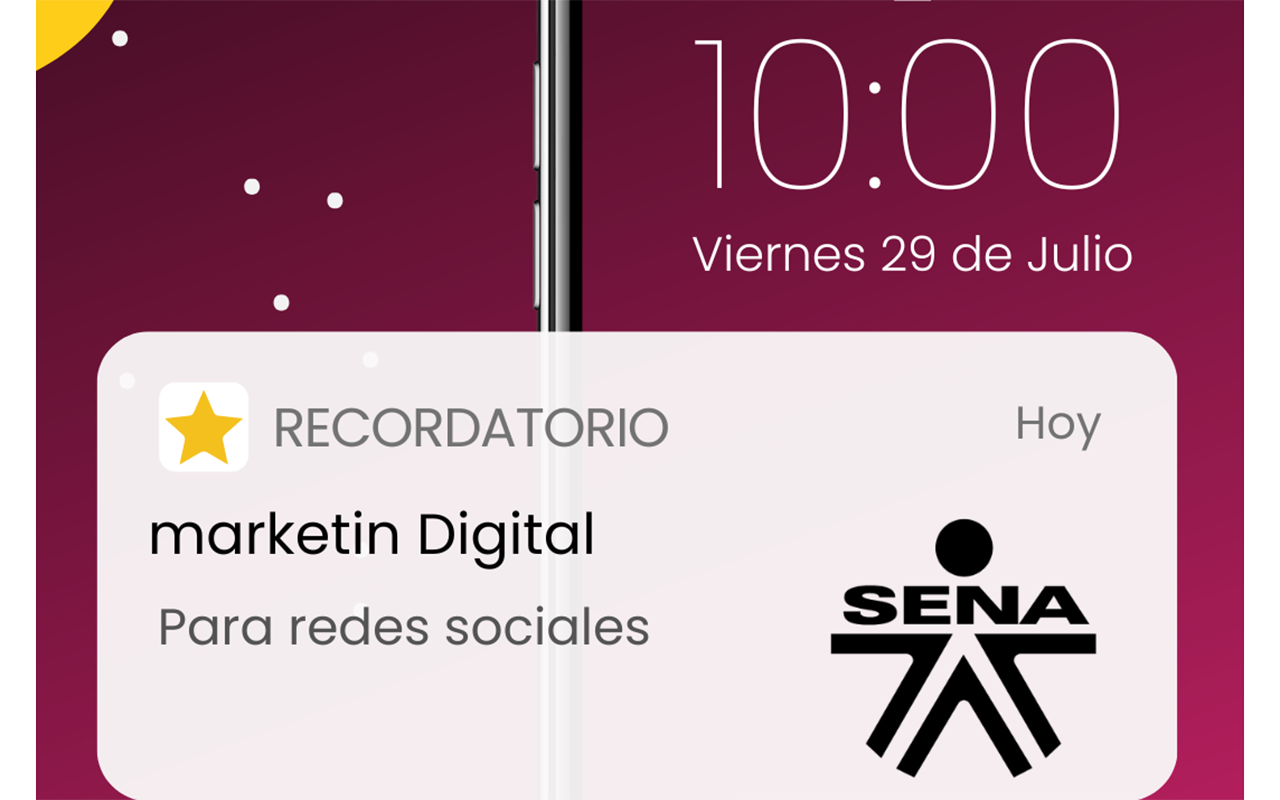 10:00
Viernes 29 de Julio
RECORDATORIO
Hoy
marketin Digital
Para redes sociales
SENA